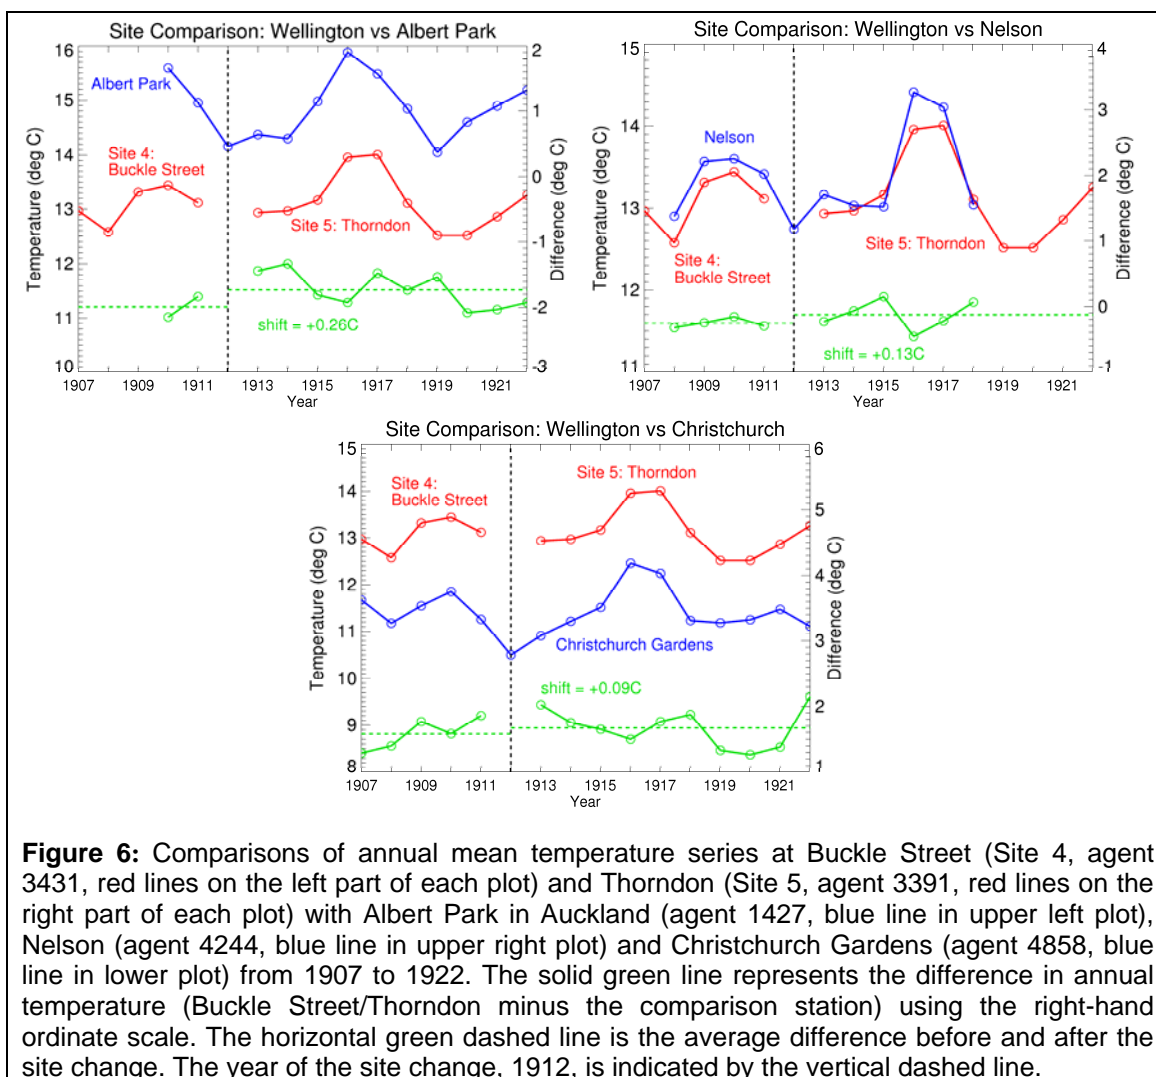 Site Comparison: Wellington vs Albert Park
16
15
14
13
12
11
10
Temperature (deg C)
2
1
0
-1
-2
-3
Difference (deg C)
Albert Park
Site 4:
Buckle Street
Site 5: Thorndon
shift = +0.26C
1907 1909 1911 1913 1915 1917 1919 1921
Year
Site Comparison: Wellington vs Nelson
15
14
13
12
11
Temperature (deg C)
4
3
2
1
0
-1
Difference (deg C)
Nelson
Site 4:
Buckle Street
Site 5: Thorndon
shift = +0.13C
1907 1909 1911 1913 1915 1917 1919 1921
Year
Site Comparison: Wellington vs Christchurch
15
14
13
12
11
10
9
8
Temperature (deg C)
6
5
4
3
2
1
Difference (deg C)
Site 4:
Buckle Street
Site 5: Thorndon
Christchurch Gardens
shift = +0.09C
1907 1909 1911 1913 1915 1917 1919 1921
Year
Figure 6: Comparisons of annual mean temperature series at Buckle Street (Site 4, agent
3431, red lines on the left part of each plot) and Thorndon (Site 5, agent 3391, red lines on the
right part of each plot) with Albert Park in Auckland (agent 1427, blue line in upper left plot),
Nelson (agent 4244, blue line in upper right plot) and Christchurch Gardens (agent 4858, blue
line in lower plot) from 1907 to 1922. The solid green line represents the difference in annual
temperature (Buckle Street/Thorndon minus the comparison station) using the right-hand
ordinate scale. The horizontal green dashed line is the average difference before and after the
site change. The year of the site change, 1912, is indicated by the vertical dashed line.